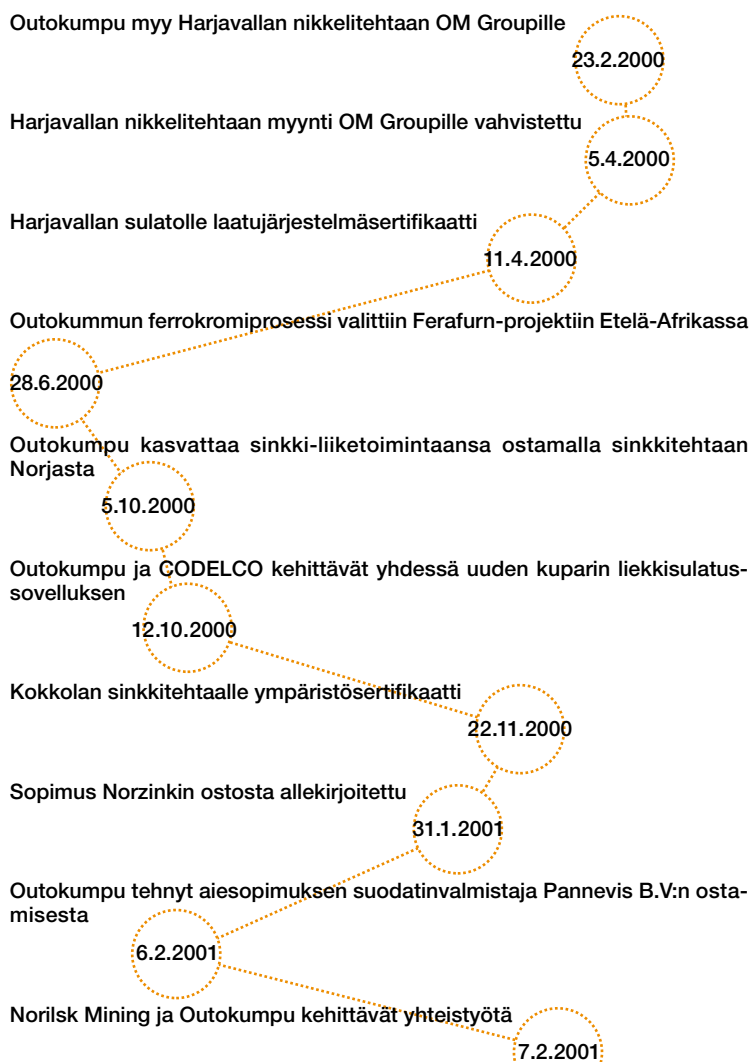 Outokumpu myy Harjavallan nikkelitehtaan OM Groupille
23.2.2000
Harjavallan nikkelitehtaan myynti OM Groupille vahvistettu
5.4.2000
Harjavallan sulatolle laatujärjestelmäsertifikaatti
11.4.2000
Outokummun ferrokromiprosessi valittiin Ferafurn-projektiin Etelä-Afrikassa
28.6.2000
Outokumpu kasvattaa sinkki-liiketoimintaansa ostamalla sinkkitehtaan
Norjasta
5.10.2000
Outokumpu ja CODELCO kehittävät yhdessä uuden kuparin liekkisulatus-
sovelluksen
12.10.2000
Kokkolan sinkkitehtaalle ympäristösertifikaatti
22.11.2000
Sopimus Norzinkin ostosta allekirjoitettu
31.1.2001
Outokumpu tehnyt aiesopimuksen suodatinvalmistaja Pannevis B.V:n osta-
misesta
6.2.2001
Norilsk Mining ja Outokumpu kehittävät yhteistyötä
7.2.2001